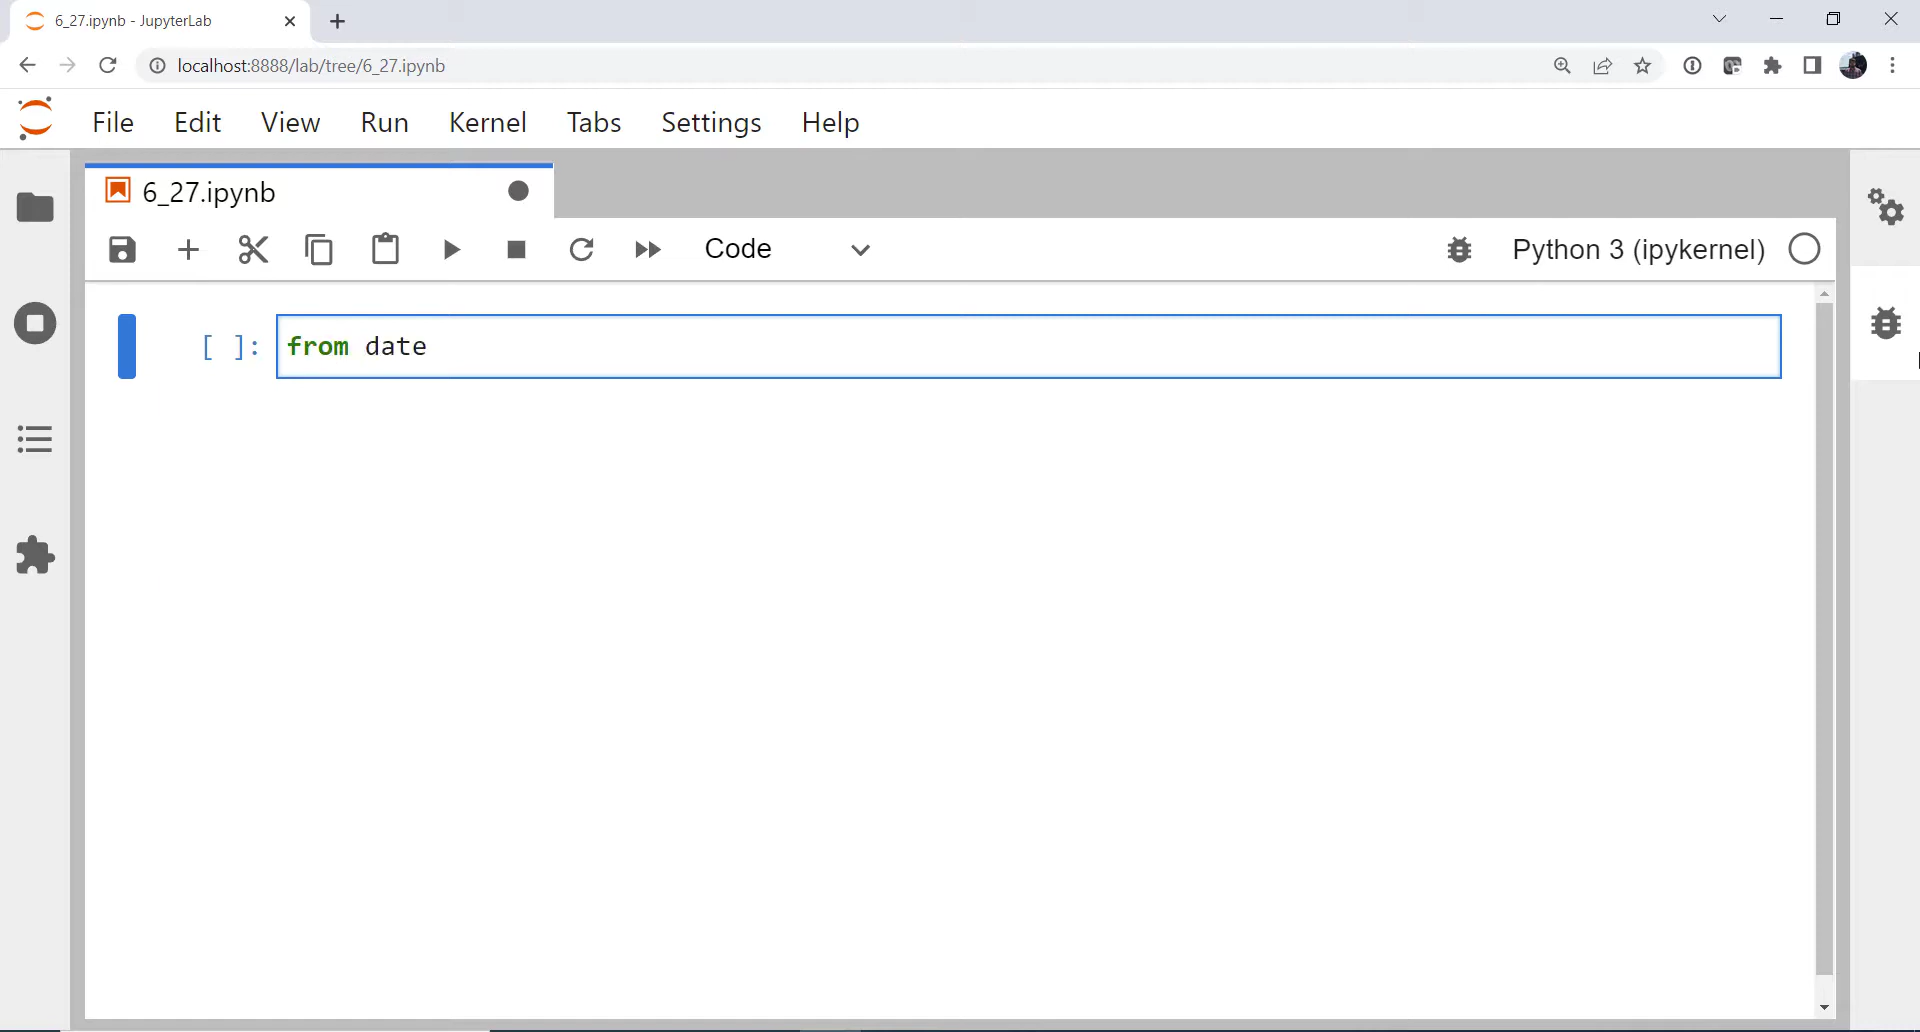 6_27.ipynb - JupyterLab
localhost:8888/lab/tree/6_27.ipynb
File Edit View Run Kernel Tabs Settings Help
6_27.ipynb
Code Python 3 (ipykernel)
[ ]: from date